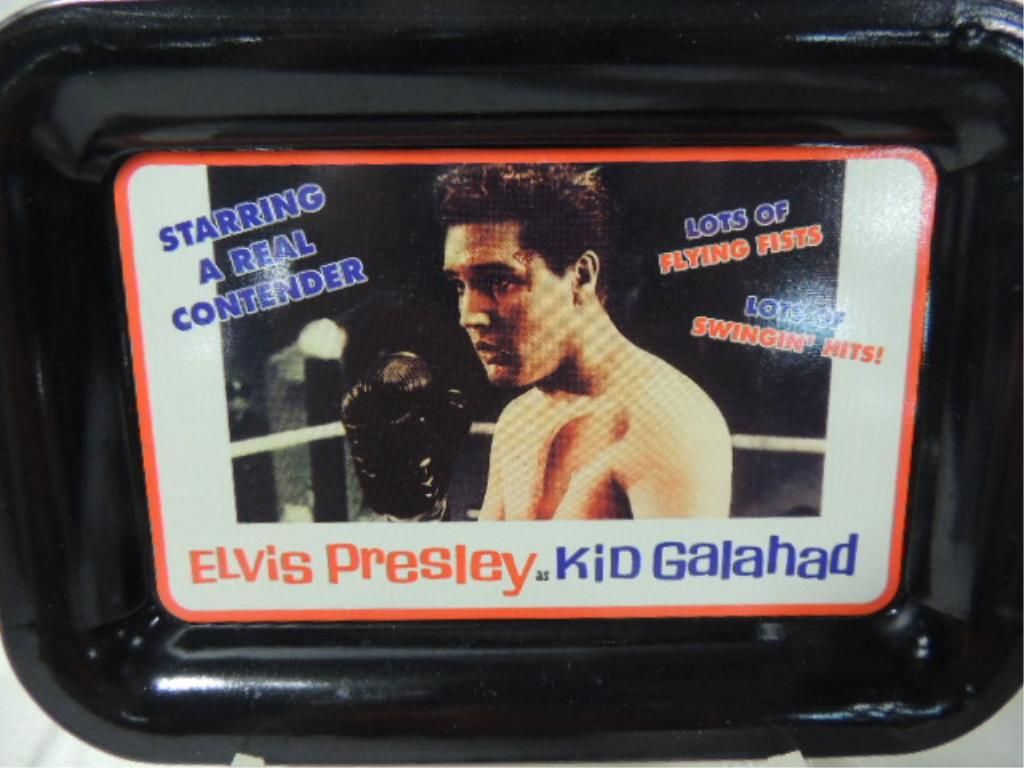 STARRING
A REAL
CONTENDER
LOTS OF
FLYING FISTS
LOTS OF
SWINGIN' HITS!
ELVIS PRESLEY as KID GALAHAD